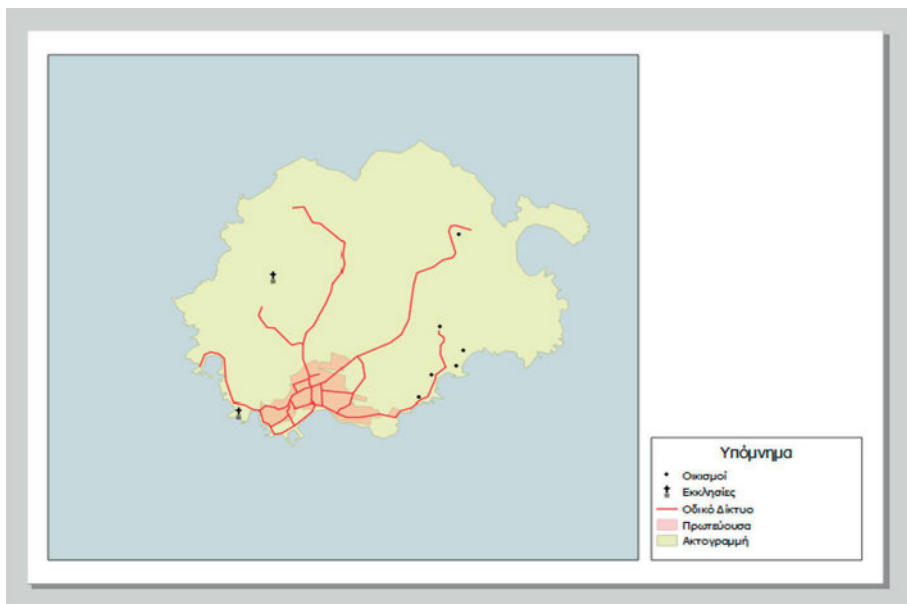 Υπόμνημα
Οικισμοί
Εκκλησίες
Οδικό Δίκτυο
Πρωτεύουσα
Ακτογραμμή